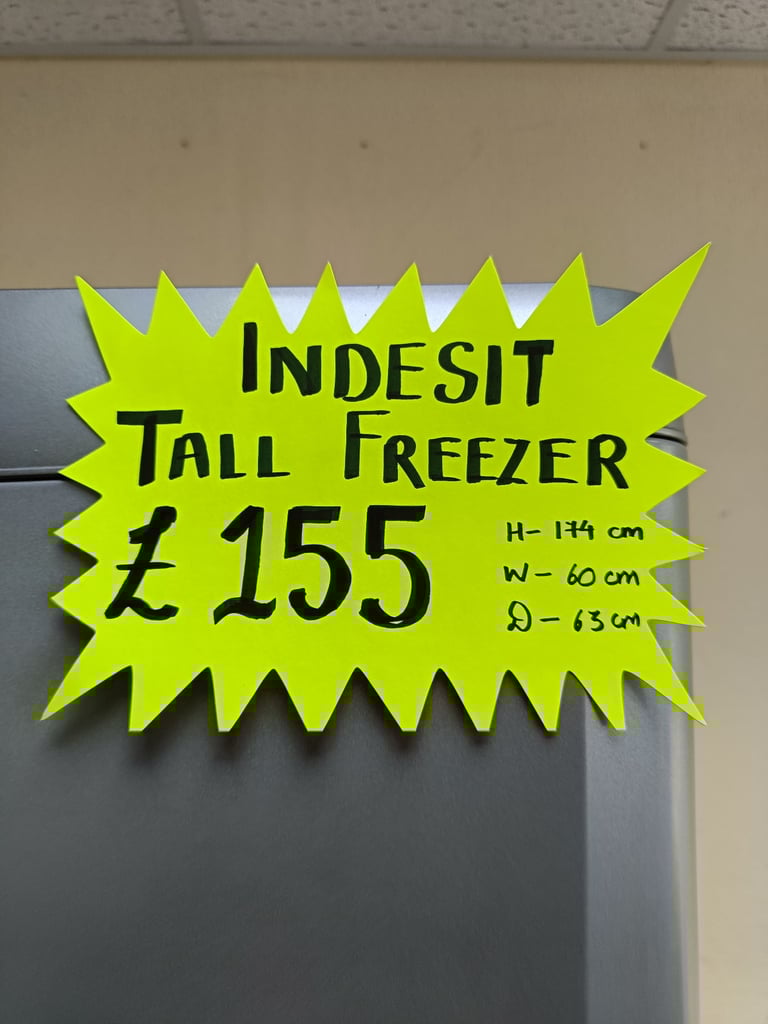 INDESIT
TALL FREEZER
£155
H- 174 cm
W- 60 cm
D- 63 cm